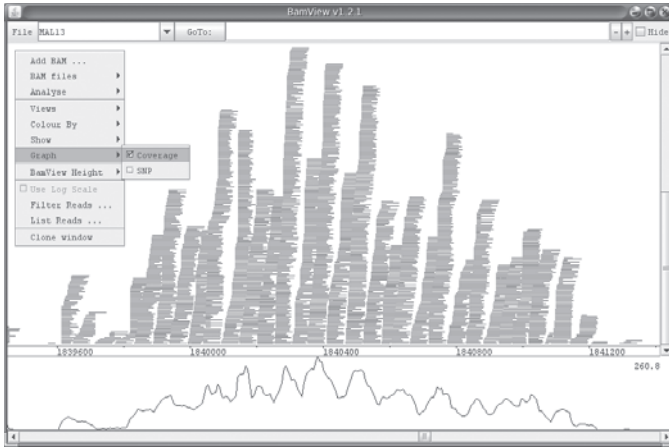 BamView v1.2.1
File MAL13 GoTo: - + Hide
Add BAM ...
BAM files
Analyse
Views
Colour By
Show
Graph
Coverage
SNP
BamView Height
Use Log Scale
Filter Reads ...
List Reads ...
Clone window
1839600 1840000 1840400 1840800 1841200
260.8